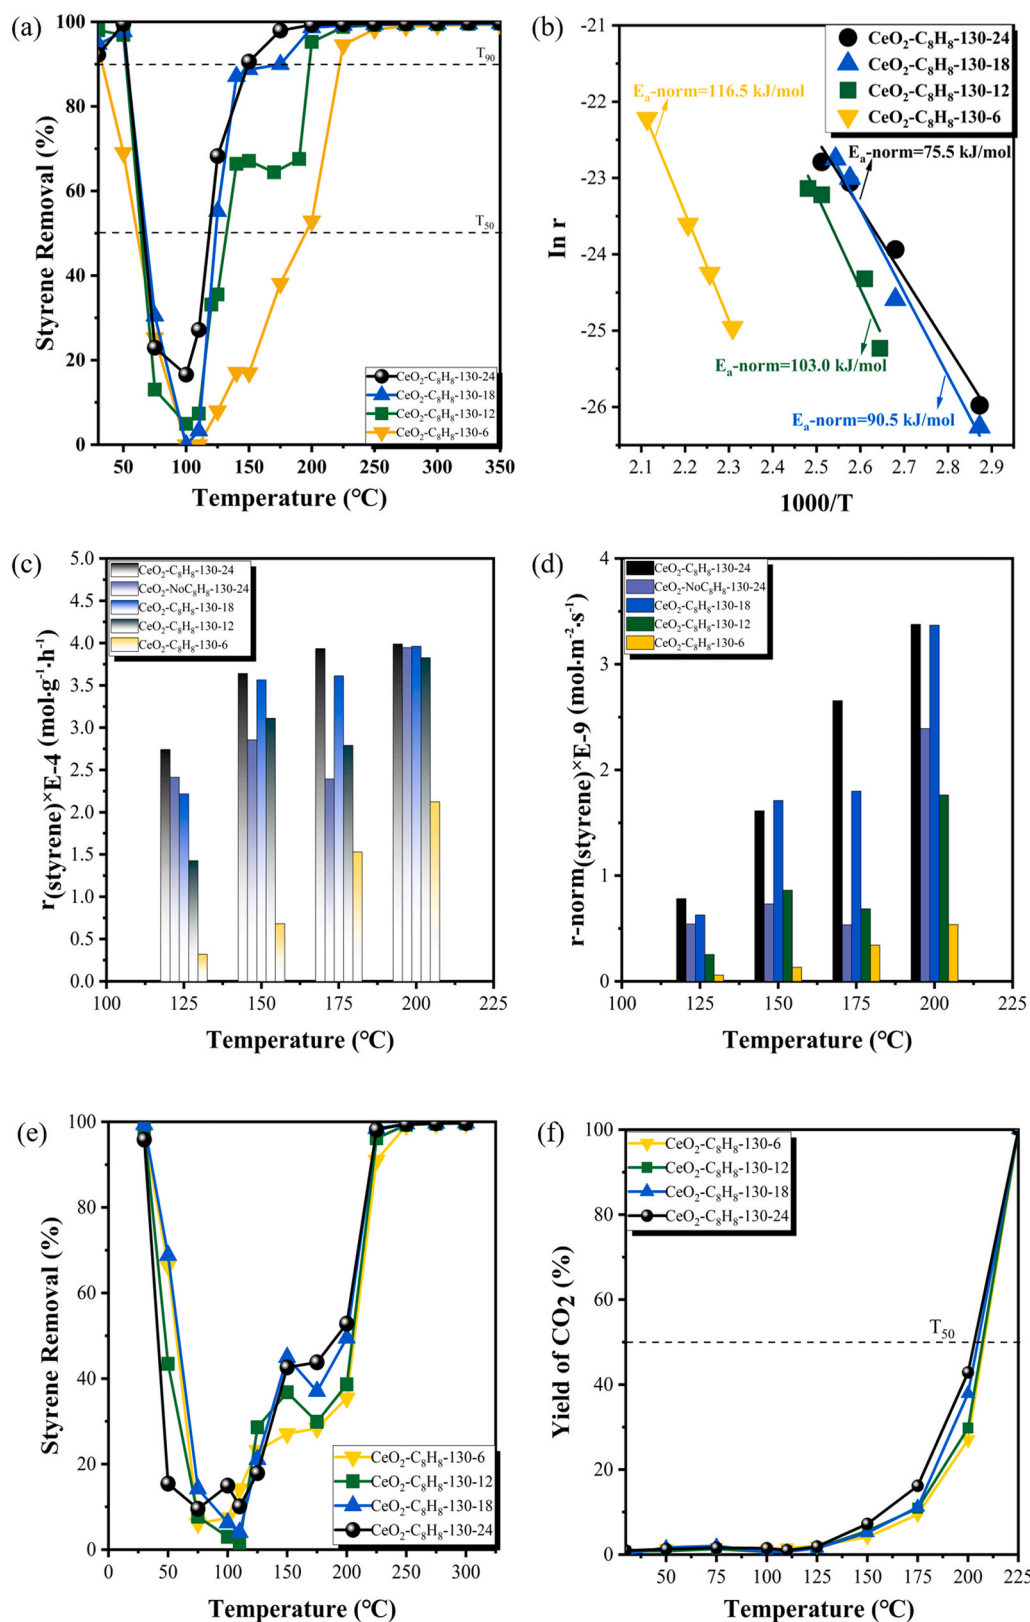 (a)
100
80
60
40
20
0
Styrene Removal (%)
T90
T50
CeO2-C8H8-130-24
CeO2-C8H8-130-18
CeO2-C8H8-130-12
CeO2-C8H8-130-6
50 100 150 200 250 300 350
Temperature (°C)
(b)
-21
-22
-23
-24
-25
-26
In r
CeO2-C8H8-130-24
CeO2-C8H8-130-18
CeO2-C8H8-130-12
CeO2-C8H8-130-6
Ea-norm=116.5 kJ/mol
Ea-norm=75.5 kJ/mol
Ea-norm=103.0 kJ/mol
Ea-norm=90.5 kJ/mol
2.1 2.2 2.3 2.4 2.5 2.6 2.7 2.8 2.9
1000/T
(c)
5.0
4.5
4.0
3.5
3.0
2.5
2.0
1.5
1.0
0.5
0.0
r(styrene)×E-4 (mol·g-1·h-1)
CeO2-C8H8-130-24
CeO2-NoC8H8-130-24
CeO2-C8H8-130-18
CeO2-C8H8-130-12
CeO2-C8H8-130-6
100 125 150 175 200 225
Temperature (°C)
(d)
4
3
2
1
0
r-norm(styrene)×E-9 (mol·m-2·s-1)
CeO2-C8H8-130-24
CeO2-NoC8H8-130-24
CeO2-C8H8-130-18
CeO2-C8H8-130-12
CeO2-C8H8-130-6
100 125 150 175 200 225
Temperature (°C)
(e)
100
80
60
40
20
0
Styrene Removal (%)
CeO2-C8H8-130-6
CeO2-C8H8-130-12
CeO2-C8H8-130-18
CeO2-C8H8-130-24
0 50 100 150 200 250 300
Temperature (°C)
(f)
100
80
60
40
20
0
Yield of CO2 (%)
CeO2-C8H8-130-6
CeO2-C8H8-130-12
CeO2-C8H8-130-18
CeO2-C8H8-130-24
T50
50 75 100 125 150 175 200 225
Temperature (°C)